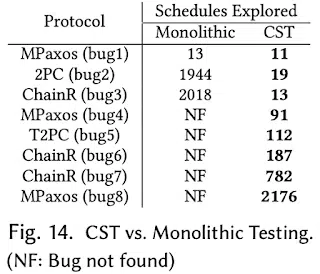 Protocol Schedules Explored
Monolithic CST
MPaxos (bug1) 13 11
2PC (bug2) 1944 19
ChainR (bug3) 2018 13
MPaxos (bug4) NF 91
T2PC (bug5) NF 112
ChainR (bug6) NF 187
ChainR (bug7) NF 782
MPaxos (bug8) NF 2176
Fig. 14. CST vs. Monolithic Testing.
(NF: Bug not found)